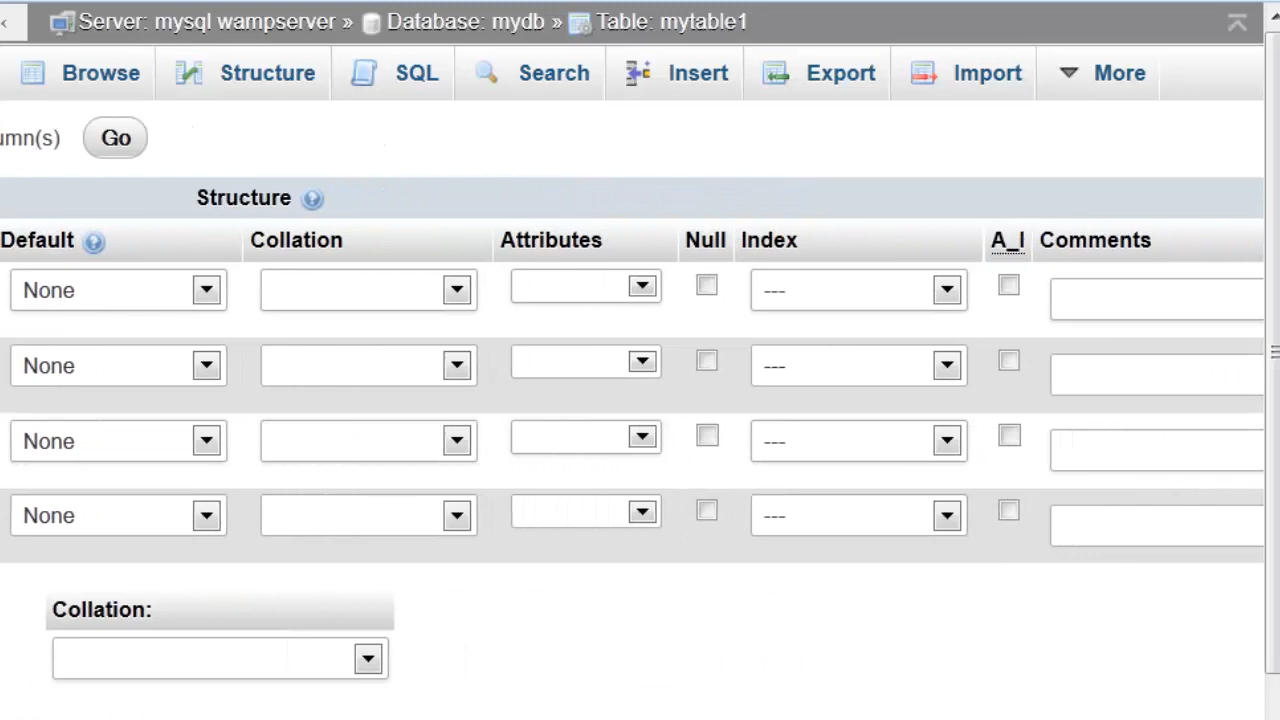 Server: mysql wampserver » Database: mydb » Table: mytable1
Browse Structure SQL Search Insert Export Import More
umn(s) Go
Structure
Default Collation Attributes Null Index A_I Comments
None ---
None ---
None ---
None ---
Collation: